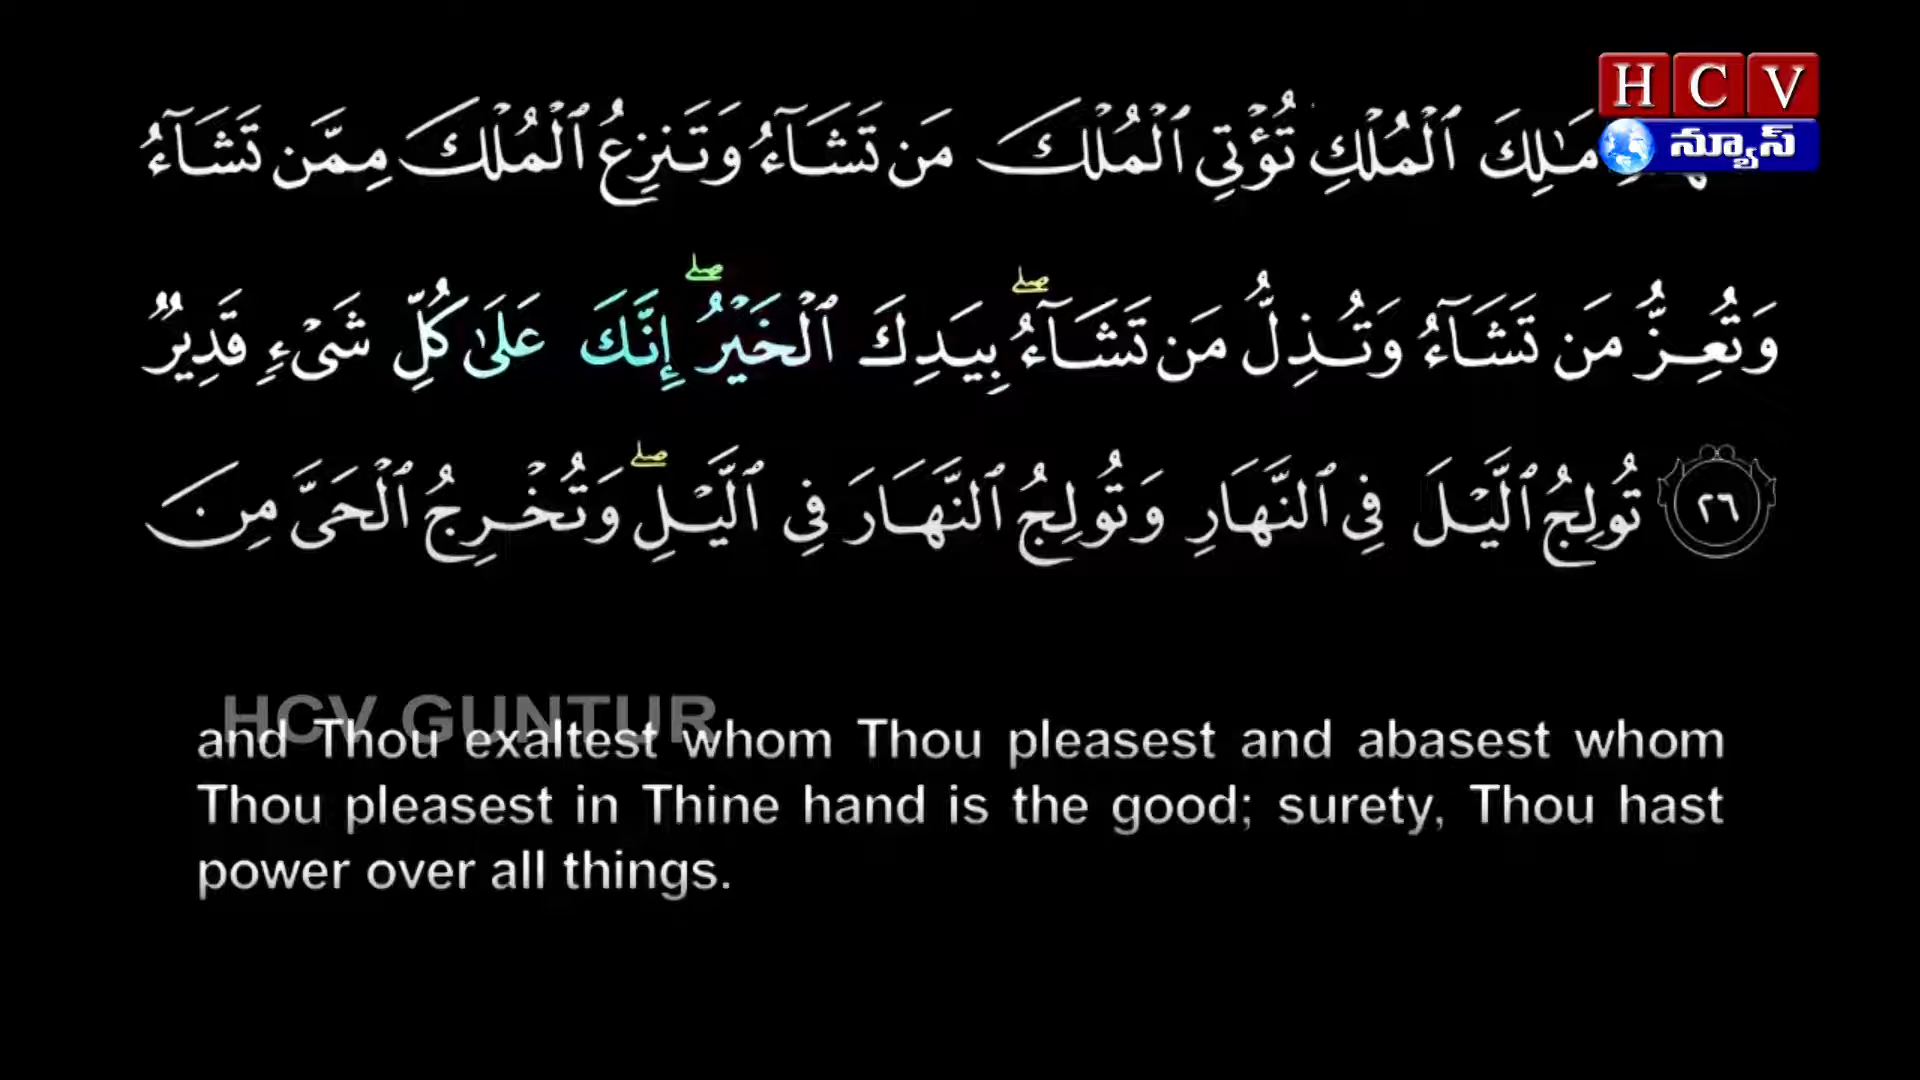 H C V
న్యూస్
مَـٰلِكَ ٱلْمُلْكِ تُؤْتِى ٱلْمُلْكَ مَن تَشَآءُ وَتَنزِعُ ٱلْمُلْكَ مِمَّن تَشَآءُ
وَتُعِزُّ مَن تَشَآءُ وَتُذِلُّ مَن تَشَآءُ ۖ بِيَدِكَ ٱلْخَيْرُ ۖ إِنَّكَ عَلَىٰ كُلِّ شَىْءٍ قَدِيرٌ
٢٦ تُولِجُ ٱلَّيْلَ فِى ٱلنَّهَارِ وَتُولِجُ ٱلنَّهَارَ فِى ٱلَّيْلِ ۖ وَتُخْرِجُ ٱلْحَىَّ مِنَ
HCV GUNTUR
and Thou exaltest whom Thou pleasest and abasest whom
Thou pleasest in Thine hand is the good; surety, Thou hast
power over all things.